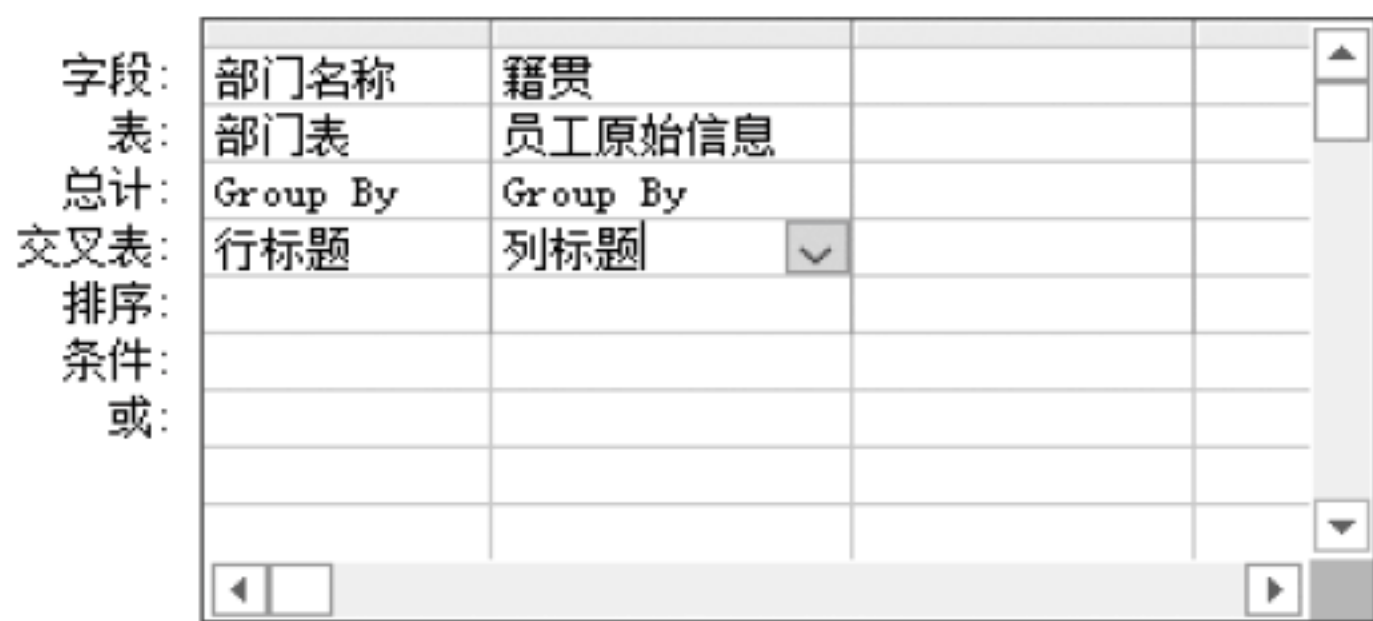 字段: 部门名称 籍贯
表: 部门表 员工原始信息
总计: Group By Group By
交叉表: 行标题 列标题
排序:
条件:
或: